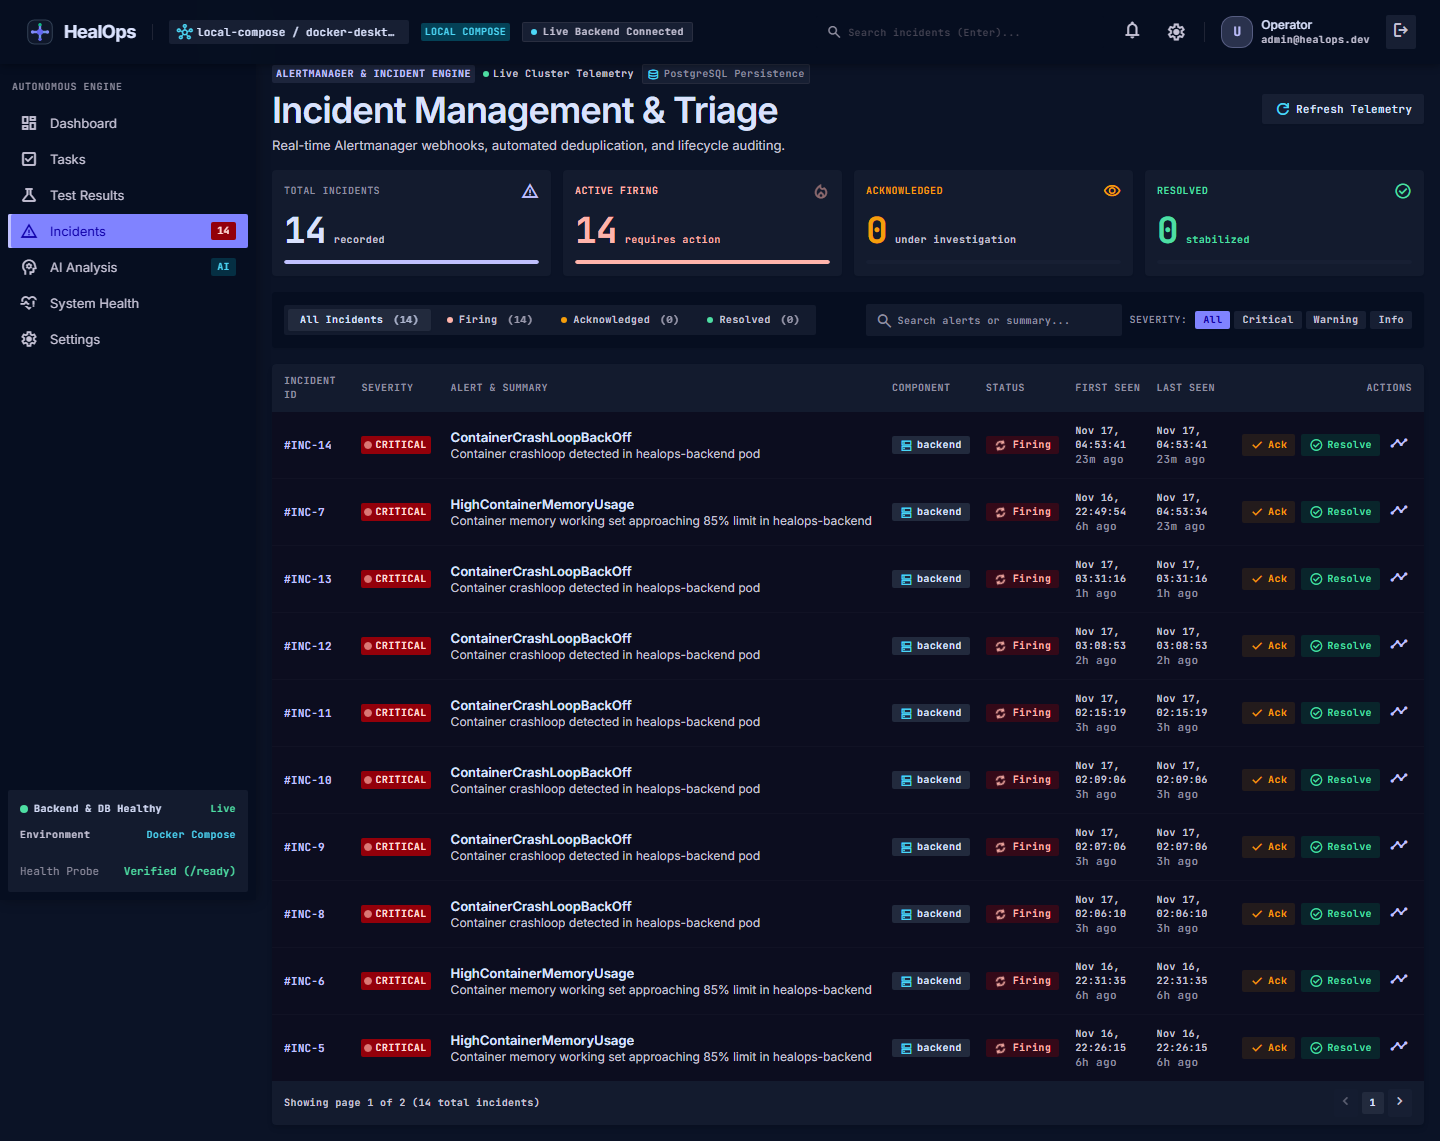 HealOps
local-compose / docker-deskt…
LOCAL COMPOSE
Live Backend Connected
Search incidents (Enter)...
U
Operator
admin@healops.dev
AUTONOMOUS ENGINE
Dashboard
Tasks
Test Results
Incidents 14
AI Analysis AI
System Health
Settings
Backend & DB Healthy Live
Environment Docker Compose
Health Probe Verified (/ready)
ALERTMANAGER & INCIDENT ENGINE Live Cluster Telemetry PostgreSQL Persistence
Incident Management & Triage
Refresh Telemetry
Real-time Alertmanager webhooks, automated deduplication, and lifecycle auditing.
TOTAL INCIDENTS
14 recorded
ACTIVE FIRING
14 requires action
ACKNOWLEDGED
0 under investigation
RESOLVED
0 stabilized
All Incidents (14) Firing (14) Acknowledged (0) Resolved (0)
Search alerts or summary...
SEVERITY: All Critical Warning Info
INCIDENT ID SEVERITY ALERT & SUMMARY COMPONENT STATUS FIRST SEEN LAST SEEN ACTIONS
#INC-14 CRITICAL ContainerCrashLoopBackOff backend Firing Nov 17, 04:53:41 Nov 17, 04:53:41 Ack Resolve
Container crashloop detected in healops-backend pod 23m ago 23m ago
#INC-7 CRITICAL HighContainerMemoryUsage backend Firing Nov 16, 22:49:54 Nov 17, 04:53:34 Ack Resolve
Container memory working set approaching 85% limit in healops-backend 6h ago 23m ago
#INC-13 CRITICAL ContainerCrashLoopBackOff backend Firing Nov 17, 03:31:16 Nov 17, 03:31:16 Ack Resolve
Container crashloop detected in healops-backend pod 1h ago 1h ago
#INC-12 CRITICAL ContainerCrashLoopBackOff backend Firing Nov 17, 03:08:53 Nov 17, 03:08:53 Ack Resolve
Container crashloop detected in healops-backend pod 2h ago 2h ago
#INC-11 CRITICAL ContainerCrashLoopBackOff backend Firing Nov 17, 02:15:19 Nov 17, 02:15:19 Ack Resolve
Container crashloop detected in healops-backend pod 3h ago 3h ago
#INC-10 CRITICAL ContainerCrashLoopBackOff backend Firing Nov 17, 02:09:06 Nov 17, 02:09:06 Ack Resolve
Container crashloop detected in healops-backend pod 3h ago 3h ago
#INC-9 CRITICAL ContainerCrashLoopBackOff backend Firing Nov 17, 02:07:06 Nov 17, 02:07:06 Ack Resolve
Container crashloop detected in healops-backend pod 3h ago 3h ago
#INC-8 CRITICAL ContainerCrashLoopBackOff backend Firing Nov 17, 02:06:10 Nov 17, 02:06:10 Ack Resolve
Container crashloop detected in healops-backend pod 3h ago 3h ago
#INC-6 CRITICAL HighContainerMemoryUsage backend Firing Nov 16, 22:31:35 Nov 16, 22:31:35 Ack Resolve
Container memory working set approaching 85% limit in healops-backend 6h ago 6h ago
#INC-5 CRITICAL HighContainerMemoryUsage backend Firing Nov 16, 22:26:15 Nov 16, 22:26:15 Ack Resolve
Container memory working set approaching 85% limit in healops-backend 6h ago 6h ago
Showing page 1 of 2 (14 total incidents) 1